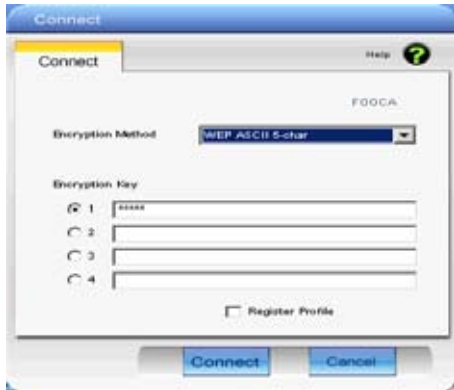 Connect
Connect
Help ?
FOOCA
Encryption Method WEP ASCII 5-char
Encryption Key
1 *****
2
3
4
Register Profile
Connect Cancel